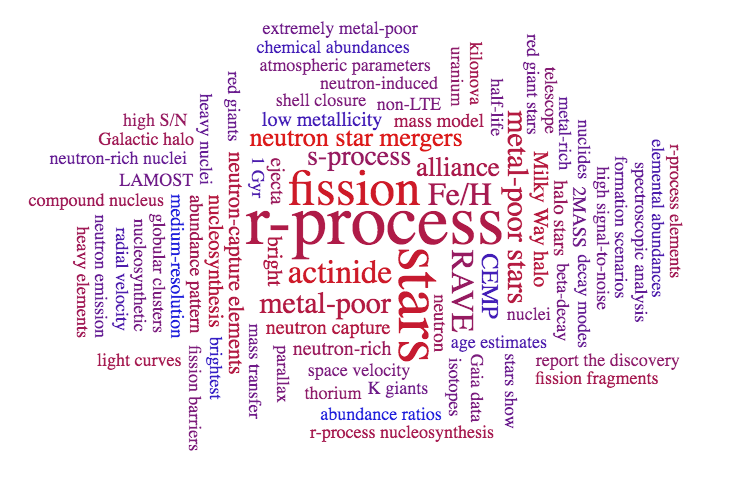 extremely metal-poor
chemical abundances
atmospheric parameters
neutron-induced
shell closure
non-LTE
low metallicity
mass model
neutron star mergers
s-process
alliance
fission
Fe/H
r-process
actinide
metal-poor
neutron capture
neutron-rich
space velocity
thorium
K giants
abundance ratios
r-process nucleosynthesis
high S/N
Galactic halo
neutron-rich nuclei
LAMOST
compound nucleus
heavy elements
neutron emission
radial velocity
nucleosynthetic
globular clusters
medium-resolution
abundance pattern
nucleosynthesis
neutron-capture elements
heavy nuclei
red giants
1 Gyr
ejecta
bright
light curves
fission barriers
brightest
mass transfer
parallax
stars
neutron
RAVE
CEMP
nuclei
age estimates
isotopes
Gaia data
stars show
report the discovery
fission fragments
uranium
kilonova
half-life
red giant stars
telescope
metal-poor stars
Milky Way halo
metal-rich
halo stars
beta-decay
nuclides
2MASS
decay modes
high signal-to-noise
formation scenarios
spectroscopic analysis
elemental abundances
r-process elements